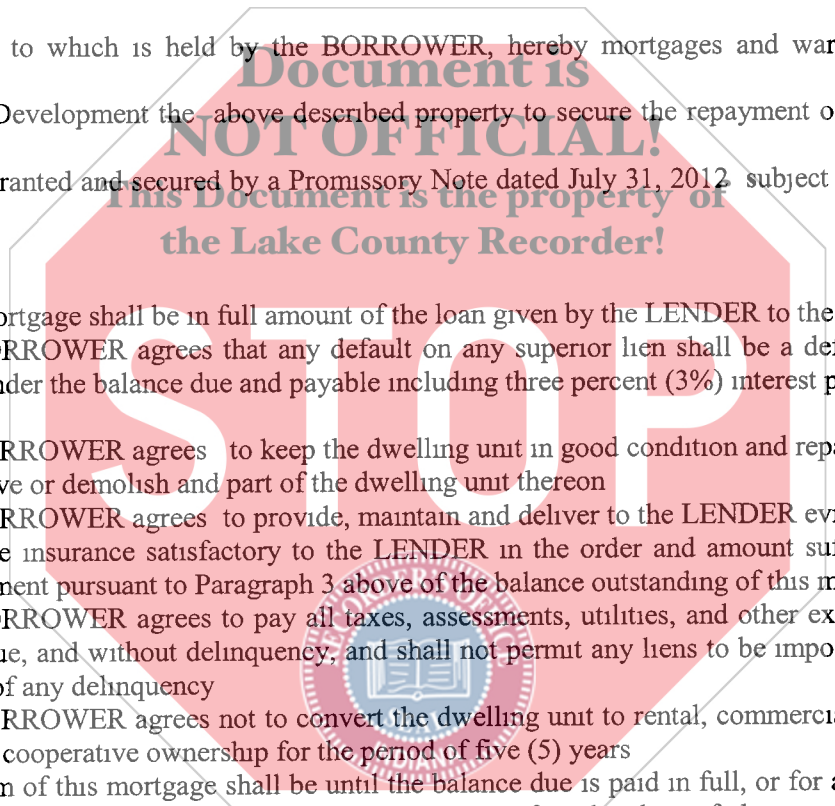 to which is held by the BORROWER, hereby mortgages and war
Document is
Development the above described property to secure the repayment o
NOT OFFICIAL!
ranted and secured by a Promissory Note dated July 31, 2012 subject
This Document is the property of
the Lake County Recorder!
ortgage shall be in full amount of the loan given by the LENDER to the
RROWER agrees that any default on any superior lien shall be a de
nder the balance due and payable including three percent (3%) interest p
STOP
RROWER agrees to keep the dwelling unit in good condition and repa
ve or demolish and part of the dwelling unit thereon
RROWER agrees to provide, maintain and deliver to the LENDER evi
e insurance satisfactory to the LENDER in the order and amount suf
ment pursuant to Paragraph 3 above of the balance outstanding of this m
RROWER agrees to pay all taxes, assessments, utilities, and other ex
ue, and without delinquency, and shall not permit any liens to be impo
of any delinquency
RROWER agrees not to convert the dwelling unit to rental, commercia
cooperative ownership for the period of five (5) years
m of this mortgage shall be until the balance due is paid in full, or for a